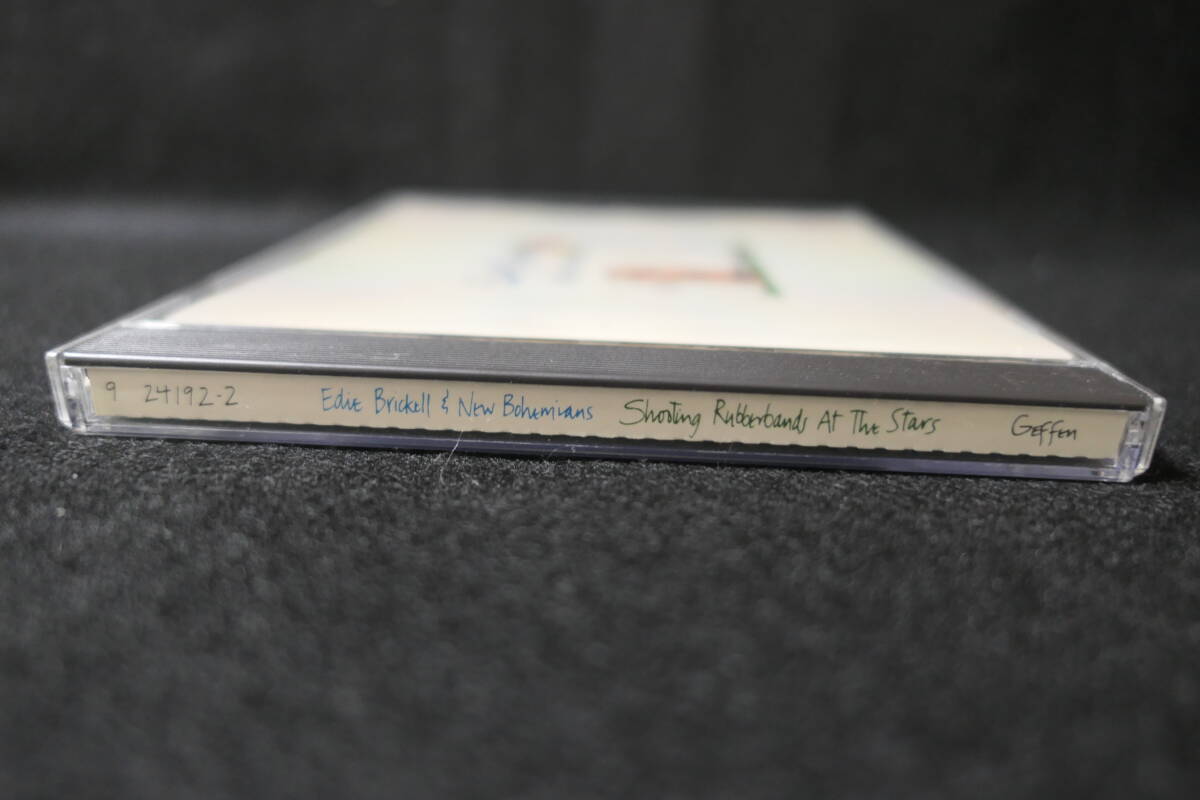 9 24192-2 Edie Brickell & New Bohemians Shooting Rubberbands At The Stars Geffen